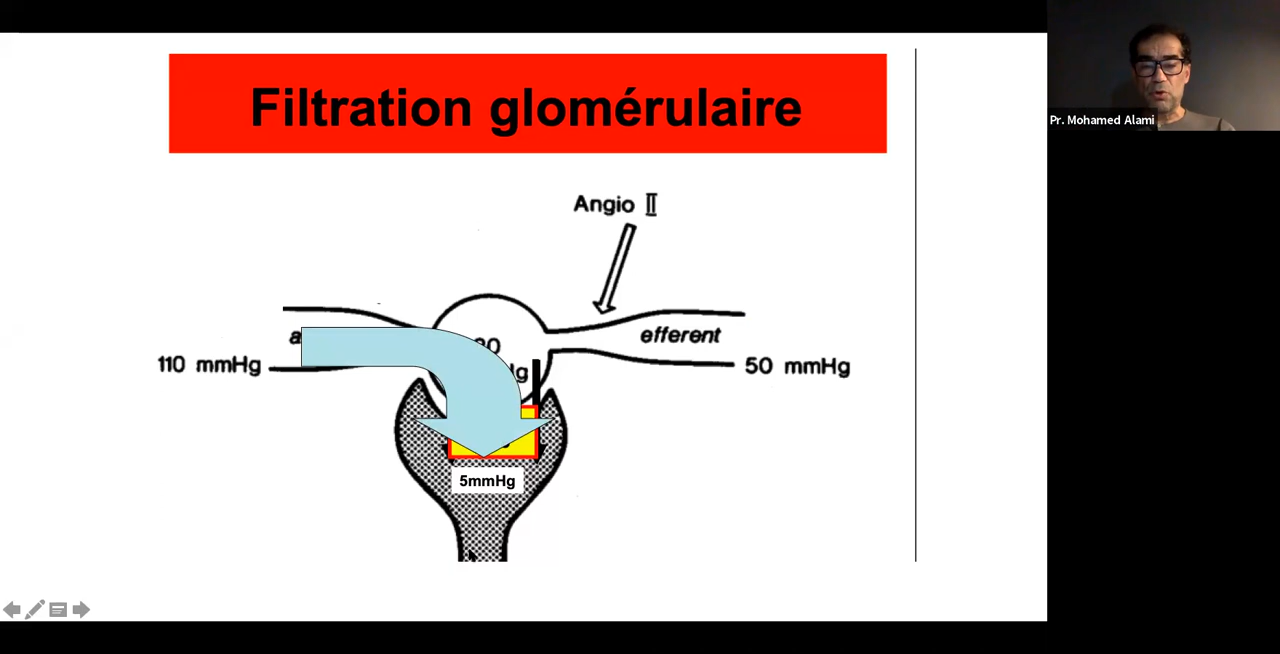 Filtration glomérulaire
Pr. Mohamed Alami
Angio II
efferent
110 mmHg
50 mmHg
5mmHg